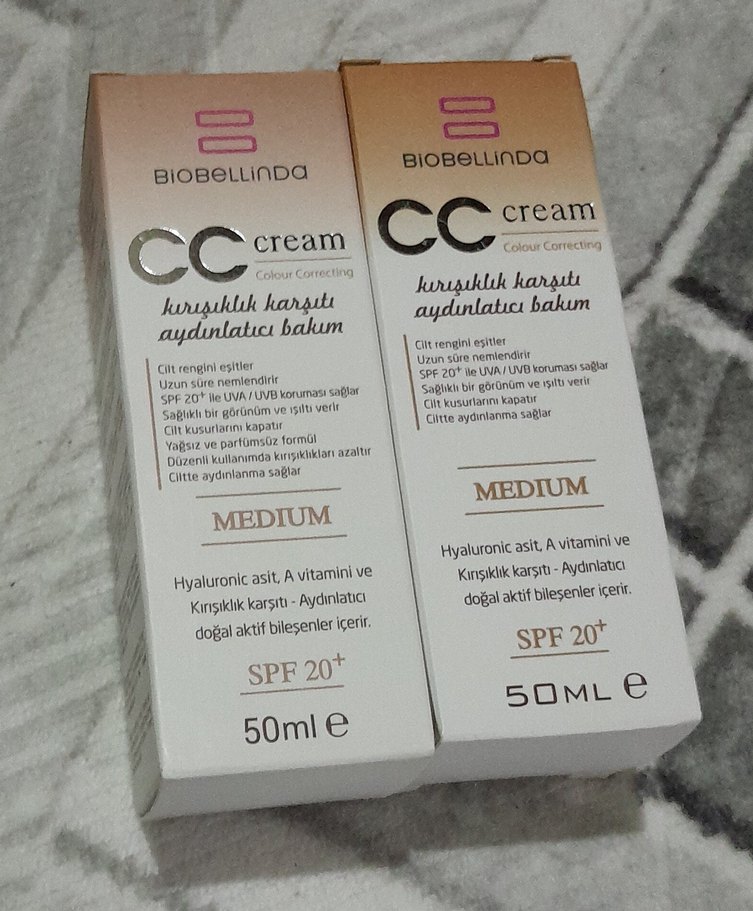 BIOBELLINDA
CC cream
Colour Correcting
kırışıklık karşıtı
aydınlatıcı bakım
Cilt rengini eşitler
Uzun süre nemlendirir
SPF 20+ ile UVA / UVB koruması sağlar
Sağlıklı bir görünüm ve ışıltı verir
Cilt kusurlarını kapatır
Yağsız ve parfümsüz formül
Düzenli kullanımda kırışıklıkları azaltır
Ciltte aydınlanma sağlar
MEDIUM
Hyaluronic asit, A vitamini ve
Kırışıklık karşıtı - Aydınlatıcı
doğal aktif bileşenler içerir.
SPF 20+
50ml e
BIOBELLINDA
CC cream
Colour Correcting
kırışıklık karşıtı
aydınlatıcı bakım
Cilt rengini eşitler
Uzun süre nemlendirir
SPF 20+ ile UVA / UVB koruması sağlar
Sağlıklı bir görünüm ve ışıltı verir
Cilt kusurlarını kapatır
Ciltte aydınlanma sağlar
MEDIUM
Hyaluronic asit, A vitamini ve
Kırışıklık karşıtı - Aydınlatıcı
doğal aktif bileşenler içerir.
SPF 20+
50ML e